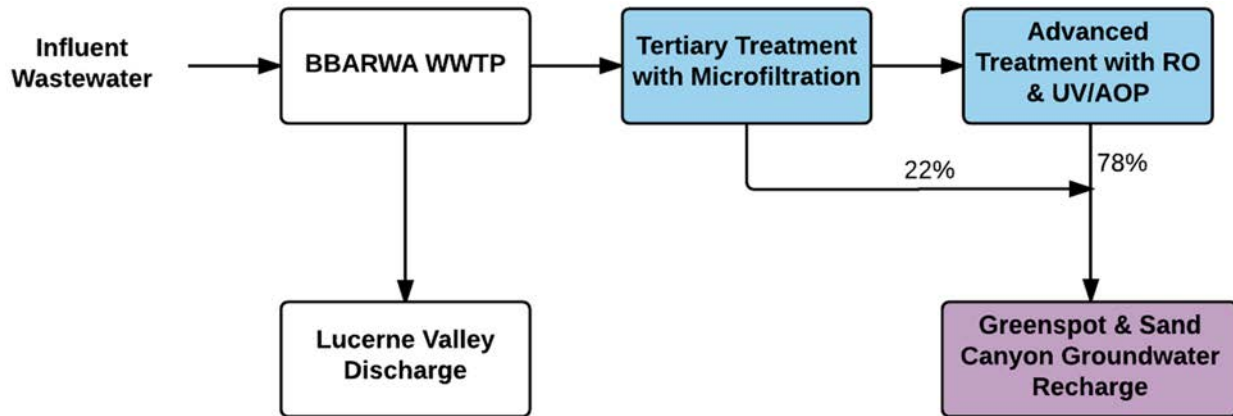 Influent
Wastewater
BBARWA WWTP
Tertiary Treatment
with Microfiltration
Advanced
Treatment with RO
& UV/AOP
22%
78%
Lucerne Valley
Discharge
Greenspot & Sand
Canyon Groundwater
Recharge